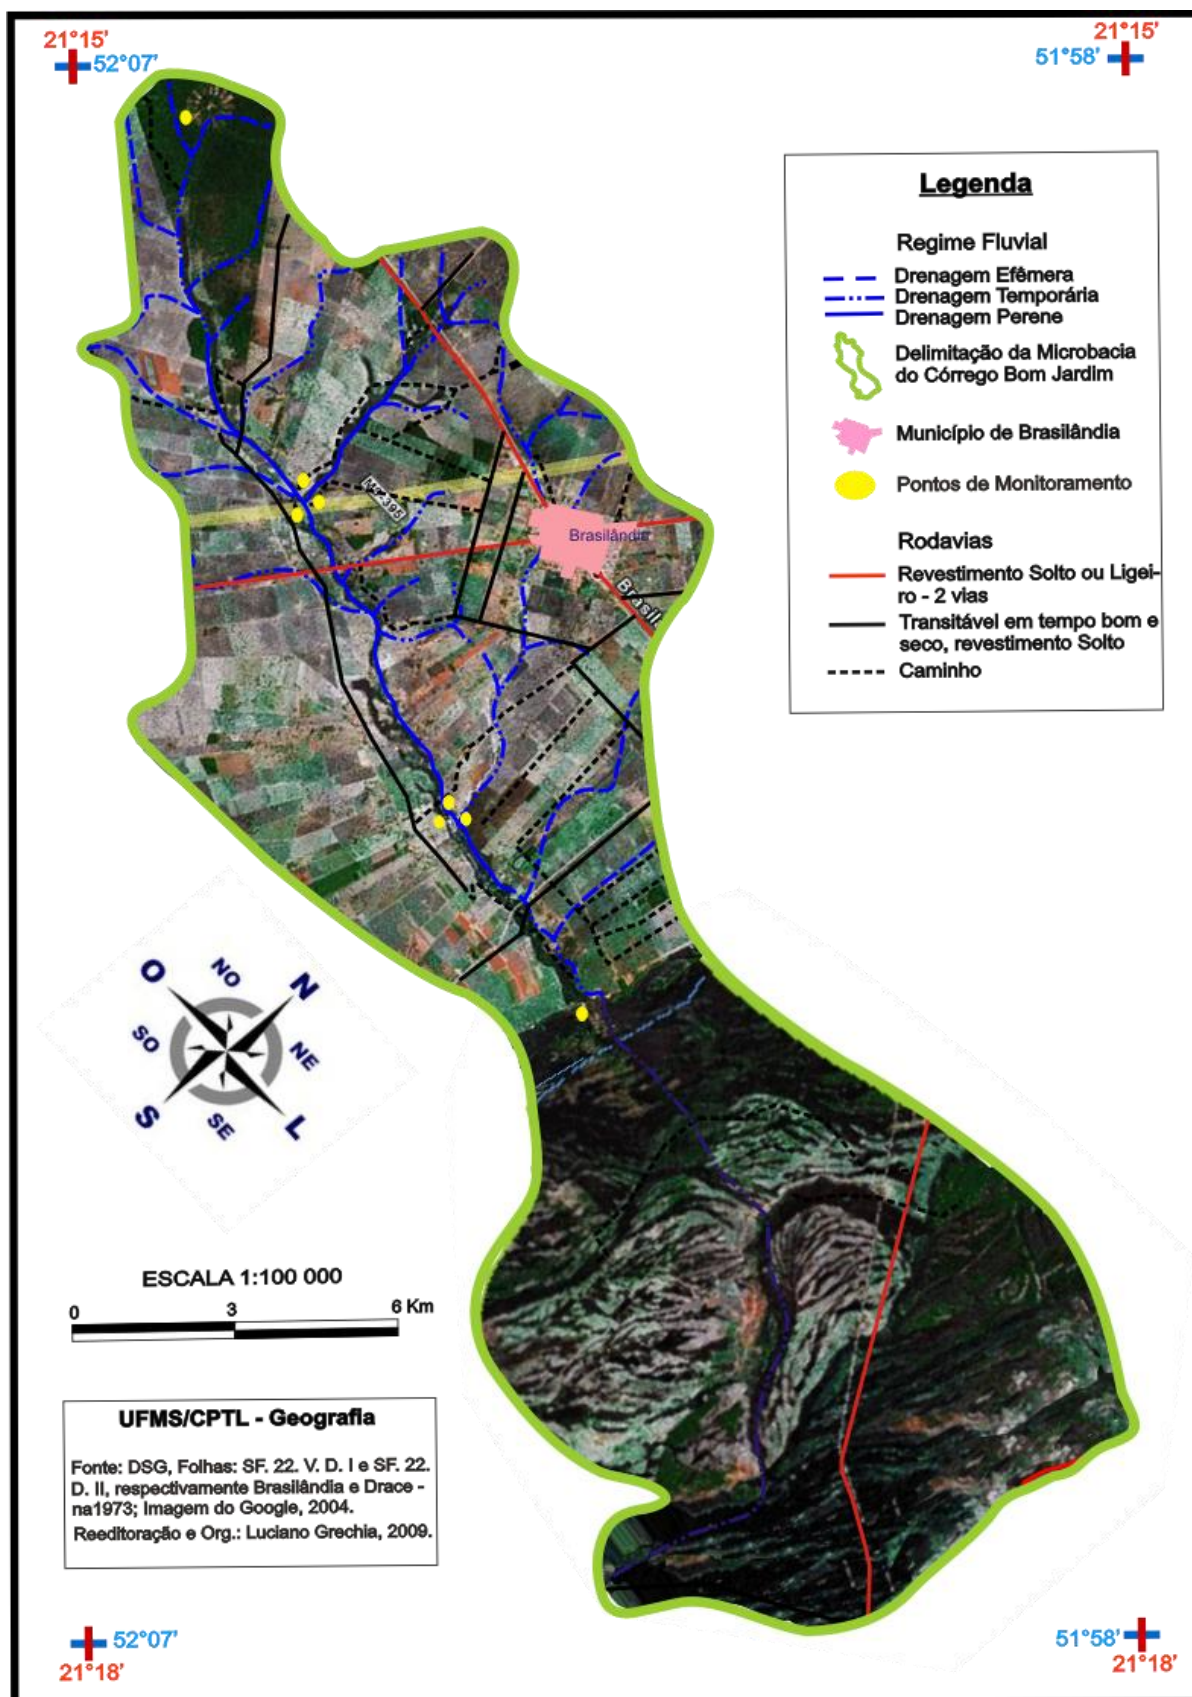 21°15'
52°07'
21°15'
51°58'
Legenda
Regime Fluvial
Drenagem Efêmera
Drenagem Temporária
Drenagem Perene
Delimitação da Microbacia
do Córrego Bom Jardim
Município de Brasilândia
Pontos de Monitoramento
Rodavias
Revestimento Solto ou Ligei-
ro - 2 vias
Transitável em tempo bom e
seco, revestimento Solto
Caminho
MS-395
Brasilândia
Brasil
O
NO
N
SO
NE
S
SE
L
ESCALA 1:100 000
0 3 6 Km
UFMS/CPTL - Geografia
Fonte: DSG, Folhas: SF. 22. V. D. I e SF. 22.
D. II, respectivamente Brasilândia e Drace -
na1973; Imagem do Google, 2004.
Reeditoração e Org.: Luciano Grechia, 2009.
52°07'
21°18'
51°58'
21°18'